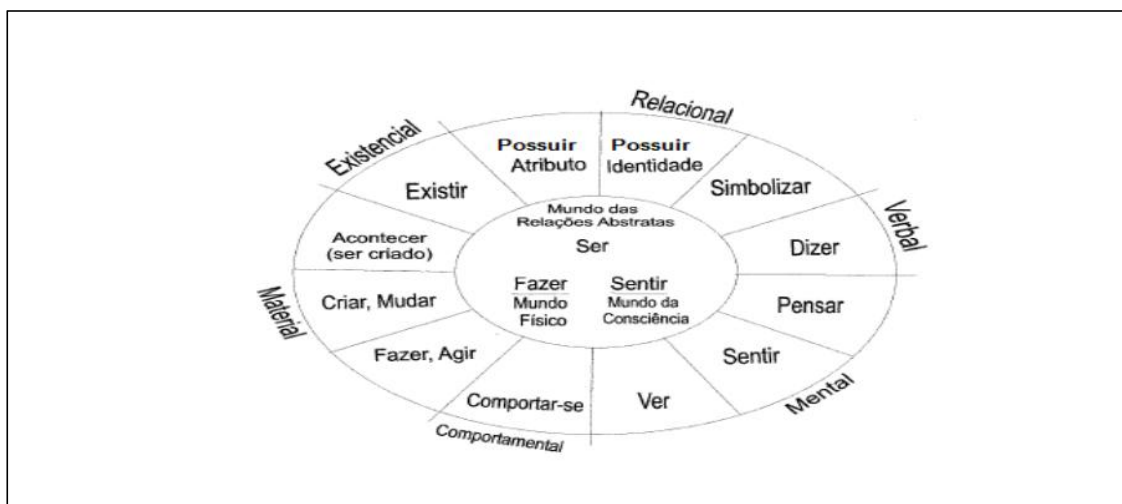 Relacional
Existencial
Possuir
Atributo
Possuir
Identidade
Existir
Simbolizar
Verbal
Mundo das
Relações Abstratas
Ser
Acontecer
(ser criado)
Dizer
Fazer
Mundo
Físico
Sentir
Mundo da
Consciência
Material
Criar, Mudar
Pensar
Fazer, Agir
Sentir
Mental
Comportar-se
Ver
Comportamental